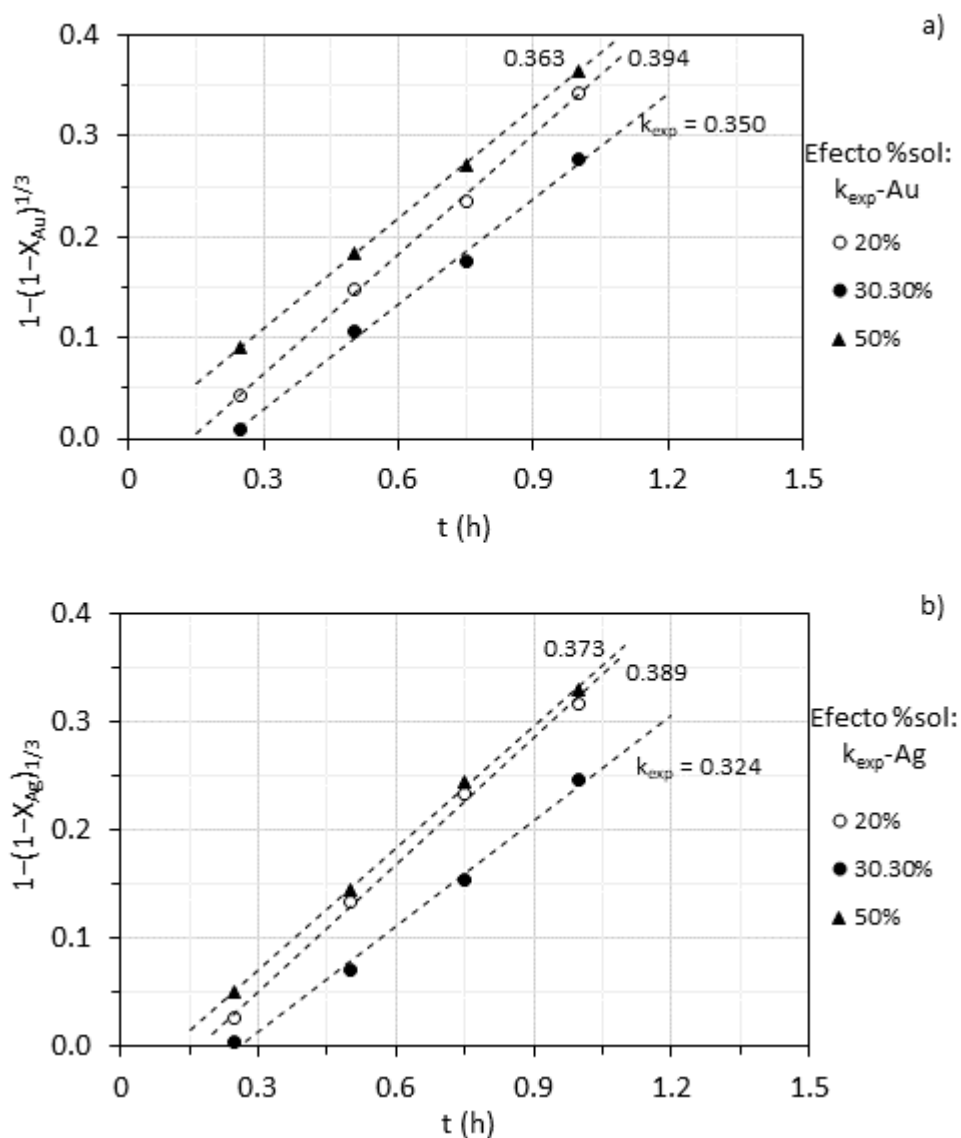 a)
0.4
0.363
0.394
k_exp = 0.350
0.3
Efecto %sol:
k_exp-Au
20%
30.30%
50%
0.2
0.1
0.0
1−(1−X_Au)^1/3
0 0.3 0.6 0.9 1.2 1.5
t (h)
b)
0.4
0.373
0.389
k_exp = 0.324
0.3
Efecto %sol:
k_exp-Ag
20%
30.30%
50%
0.2
0.1
0.0
1−(1−X_Ag)_1/3
0 0.3 0.6 0.9 1.2 1.5
t (h)